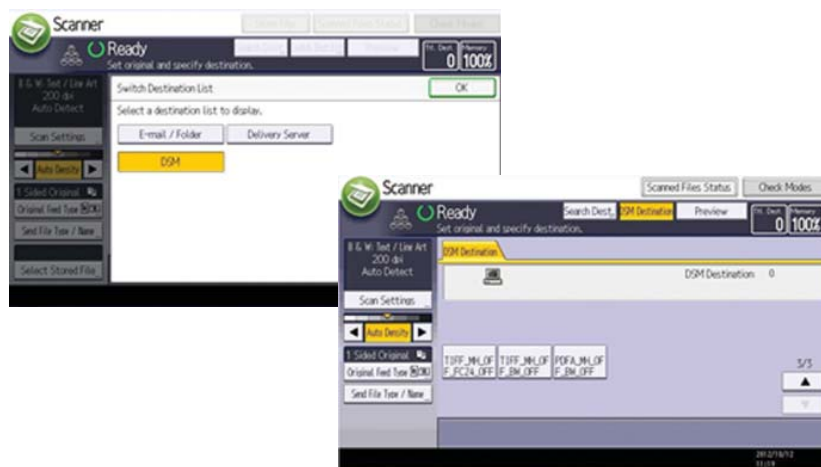 Scanner
Check Modes
Ready
Set original and specify destination.
Memory
0 100%
B & W: Text / Line Art
200 dpi
Auto Detect
Scan Settings
Auto Density
1 Sided Original
Original Feed Type
Send File Type / Name
Select Stored File
Switch Destination List
OK
Select a destination list to display.
E-mail / Folder
Delivery Server
DSM
Scanner
Scanned Files Status
Check Modes
Ready
Search Dest.
DSM Destination
Preview
Set original and specify destination.
Memory
0 100%
B & W: Text / Line Art
200 dpi
Auto Detect
Scan Settings
Auto Density
1 Sided Original
Original Feed Type
Send File Type / Name
DSM Destination
DSM Destination 0
TIFF_MH_OF
F_FC24_OFF
TIFF_MH_OF
F_BW_OFF
PDFA_MH_OF
F_BW_OFF
3/3